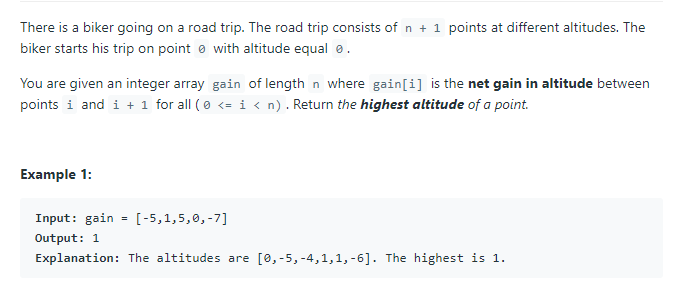 There is a biker going on a road trip. The road trip consists of n + 1 points at different altitudes. The
biker starts his trip on point 0 with altitude equal 0.
You are given an integer array gain of length n where gain[i] is the net gain in altitude between
points i and i + 1 for all (0 <= i < n). Return the highest altitude of a point.
Example 1:
Input: gain = [-5,1,5,0,-7]
Output: 1
Explanation: The altitudes are [0,-5,-4,1,1,-6]. The highest is 1.